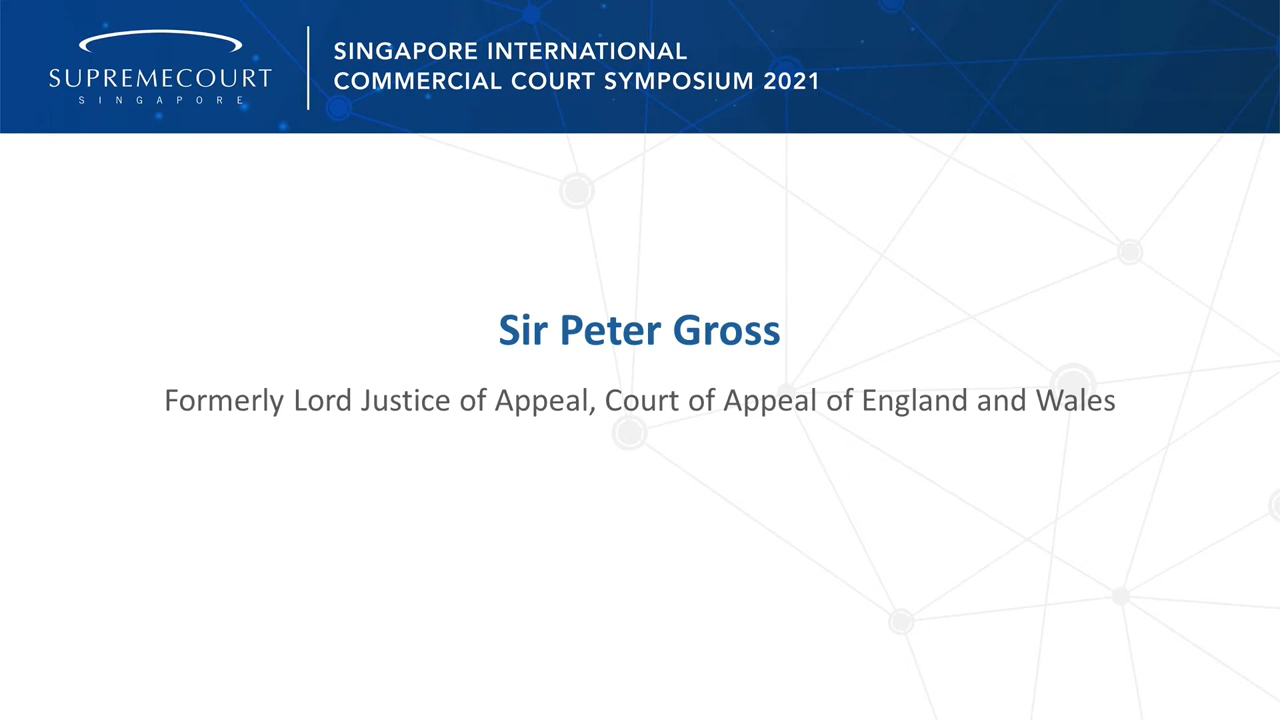 SUPREMECOURT
SINGAPORE
SINGAPORE INTERNATIONAL
COMMERCIAL COURT SYMPOSIUM 2021
Sir Peter Gross
Formerly Lord Justice of Appeal, Court of Appeal of England and Wales